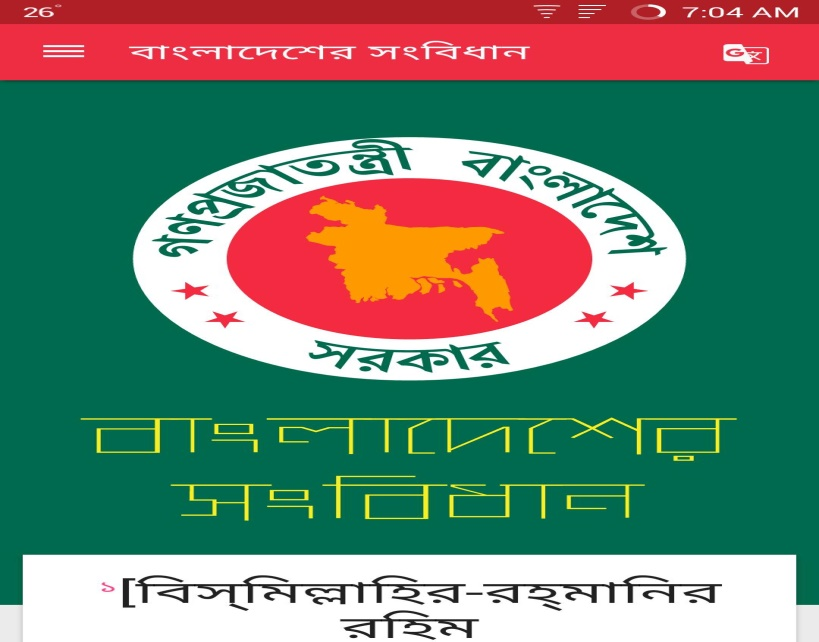 26° 7:04 AM
বাংলাদেশের সংবিধান
গণপ্রজাতন্ত্রী বাংলাদেশ
সরকার
বাংলাদেশের
সংবিধান
১[বিস্‌মিল্লাহির-রহ্‌মানির
রহিম